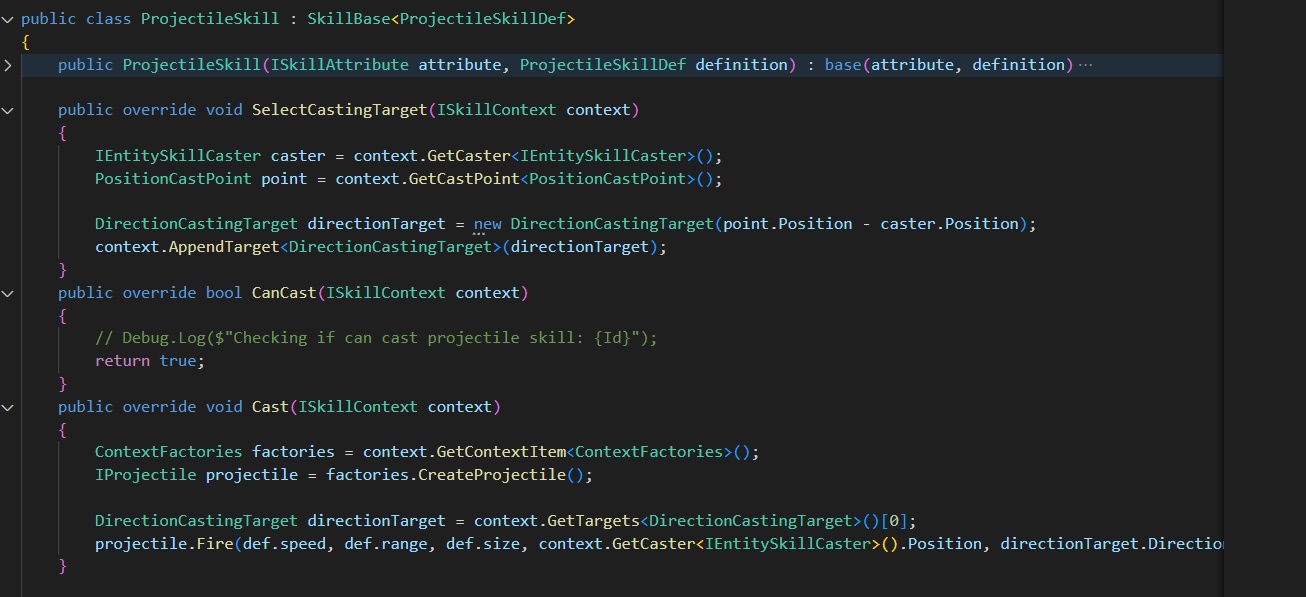 public class ProjectileSkill : SkillBase<ProjectileSkillDef>
{
    public ProjectileSkill(ISkillAttribute attribute, ProjectileSkillDef definition) : base(attribute, definition) ···

    public override void SelectCastingTarget(ISkillContext context)
    {
        IEntitySkillCaster caster = context.GetCaster<IEntitySkillCaster>();
        PositionCastPoint point = context.GetCastPoint<PositionCastPoint>();

        DirectionCastingTarget directionTarget = new DirectionCastingTarget(point.Position - caster.Position);
        context.AppendTarget<DirectionCastingTarget>(directionTarget);
    }
    public override bool CanCast(ISkillContext context)
    {
        // Debug.Log($"Checking if can cast projectile skill: {Id}");
        return true;
    }
    public override void Cast(ISkillContext context)
    {
        ContextFactories factories = context.GetContextItem<ContextFactories>();
        IProjectile projectile = factories.CreateProjectile();

        DirectionCastingTarget directionTarget = context.GetTargets<DirectionCastingTarget>()[0];
        projectile.Fire(def.speed, def.range, def.size, context.GetCaster<IEntitySkillCaster>().Position, directionTarget.Directio
    }